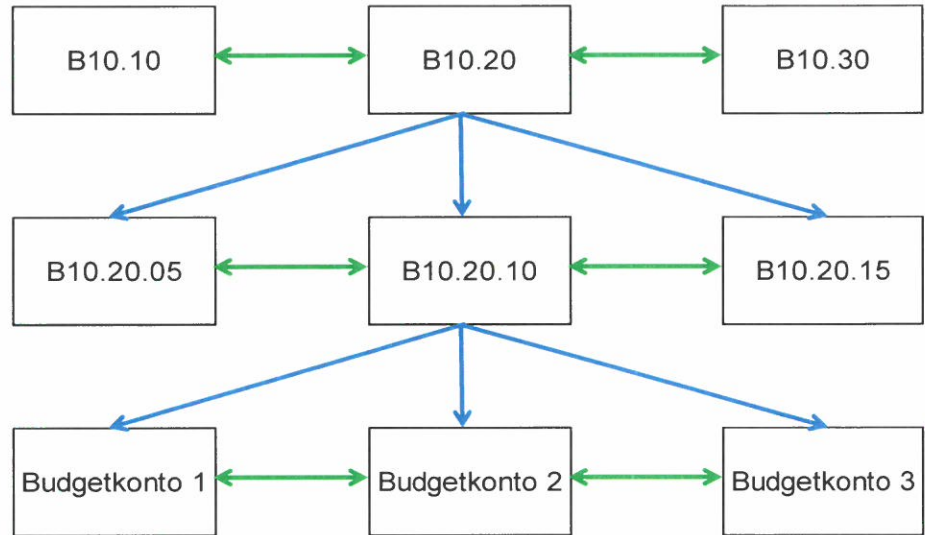 B10.10
B10.20
B10.30
B10.20.05
B10.20.10
B10.20.15
Budgetkonto 1
Budgetkonto 2
Budgetkonto 3